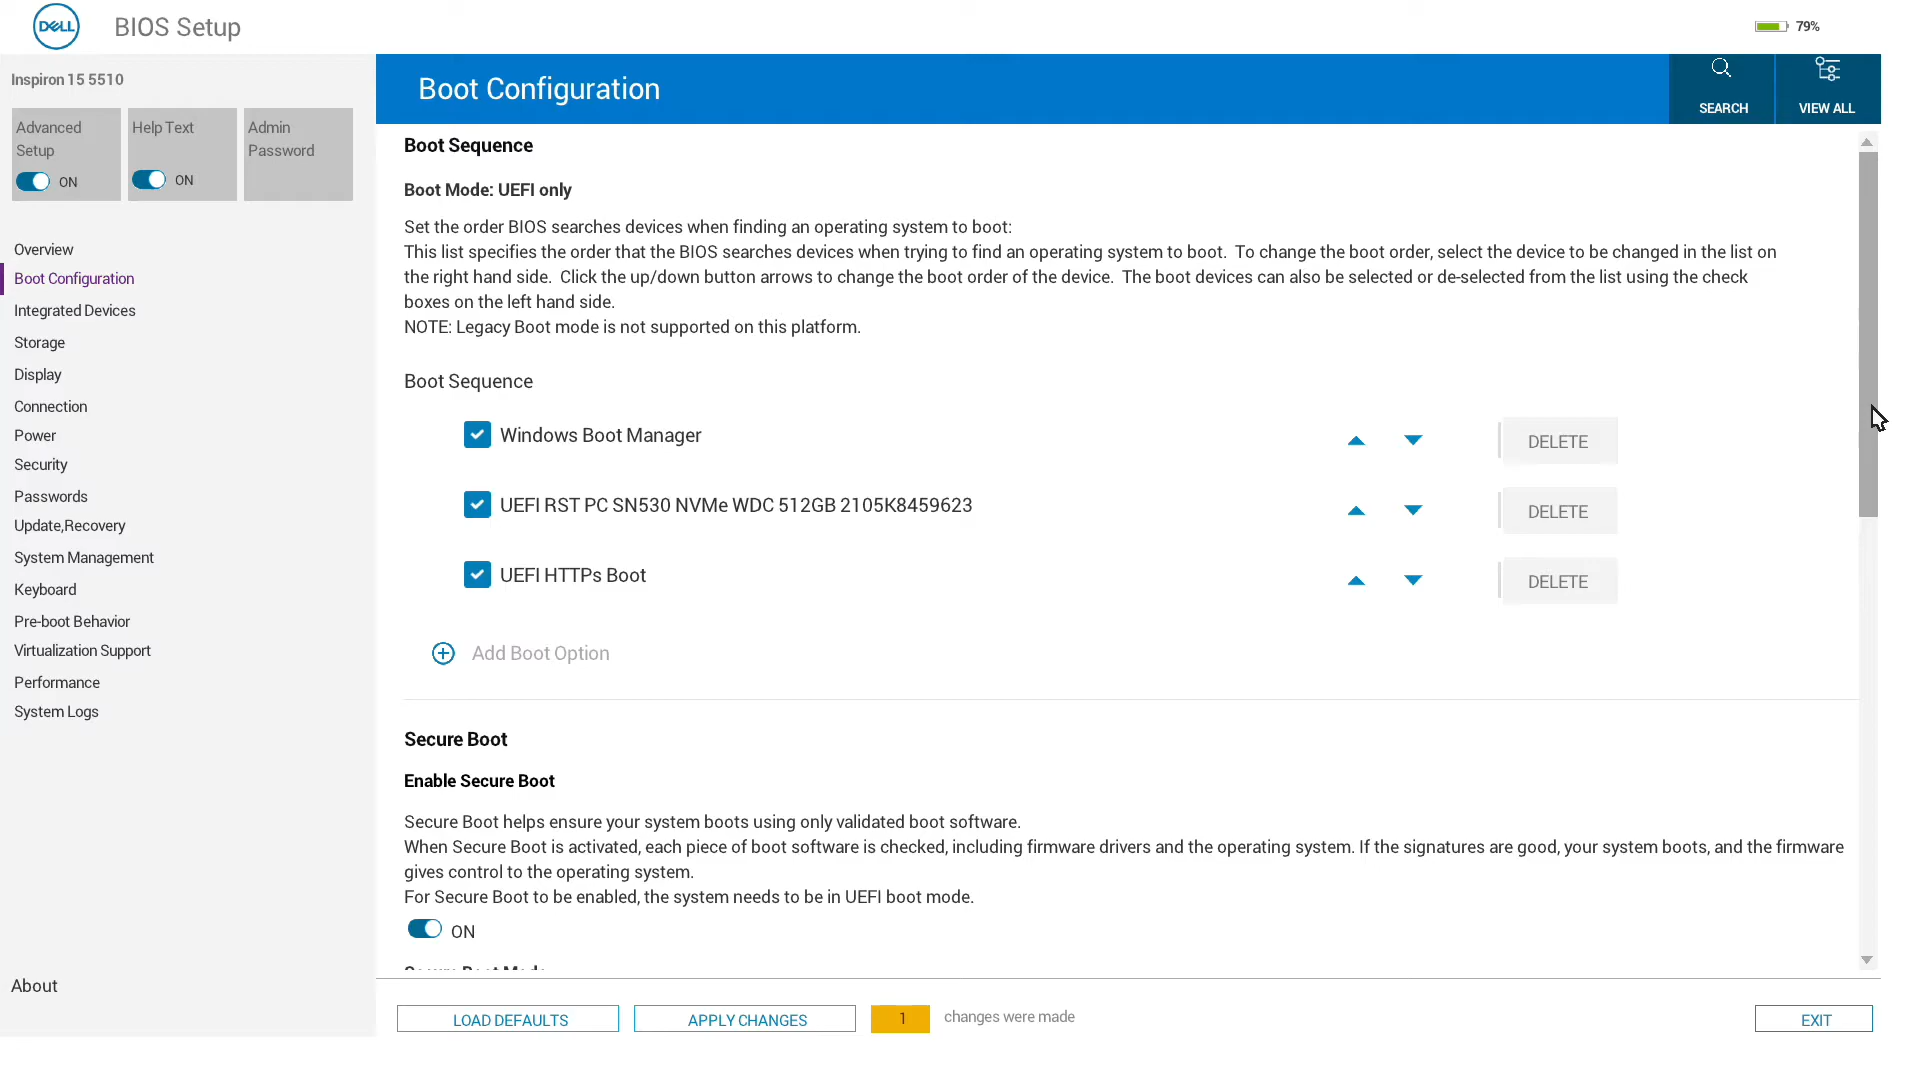 DELL
BIOS Setup
79%
Inspiron 15 5510
Advanced Setup
ON
Help Text
ON
Admin Password
Overview
Boot Configuration
Integrated Devices
Storage
Display
Connection
Power
Security
Passwords
Update,Recovery
System Management
Keyboard
Pre-boot Behavior
Virtualization Support
Performance
System Logs
About
Boot Configuration
SEARCH
VIEW ALL
Boot Sequence
Boot Mode: UEFI only
Set the order BIOS searches devices when finding an operating system to boot:
This list specifies the order that the BIOS searches devices when trying to find an operating system to boot.  To change the boot order, select the device to be changed in the list on
the right hand side.  Click the up/down button arrows to change the boot order of the device.  The boot devices can also be selected or de-selected from the list using the check
boxes on the left hand side.
NOTE: Legacy Boot mode is not supported on this platform.
Boot Sequence
Windows Boot Manager
DELETE
UEFI RST PC SN530 NVMe WDC 512GB 2105K8459623
DELETE
UEFI HTTPs Boot
DELETE
Add Boot Option
Secure Boot
Enable Secure Boot
Secure Boot helps ensure your system boots using only validated boot software.
When Secure Boot is activated, each piece of boot software is checked, including firmware drivers and the operating system. If the signatures are good, your system boots, and the firmware
gives control to the operating system.
For Secure Boot to be enabled, the system needs to be in UEFI boot mode.
ON
Secure Boot Mode
LOAD DEFAULTS
APPLY CHANGES
1
changes were made
EXIT